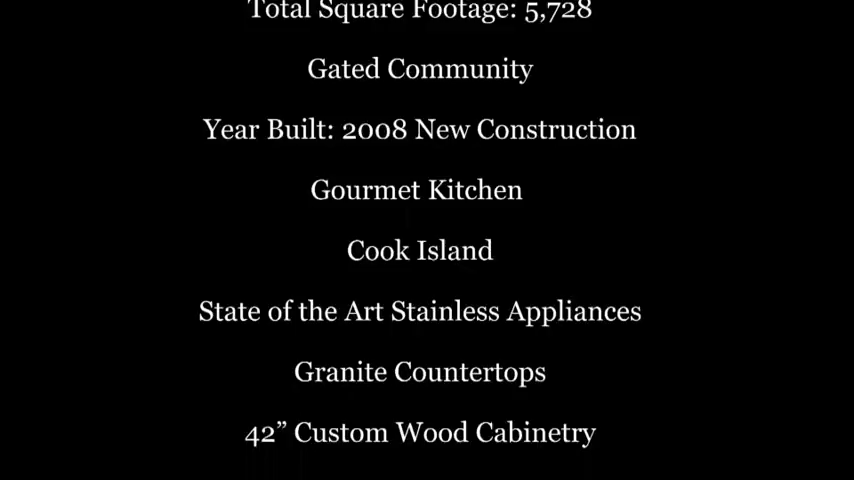 Total Square Footage: 5,728
Gated Community
Year Built: 2008 New Construction
Gourmet Kitchen
Cook Island
State of the Art Stainless Appliances
Granite Countertops
42” Custom Wood Cabinetry